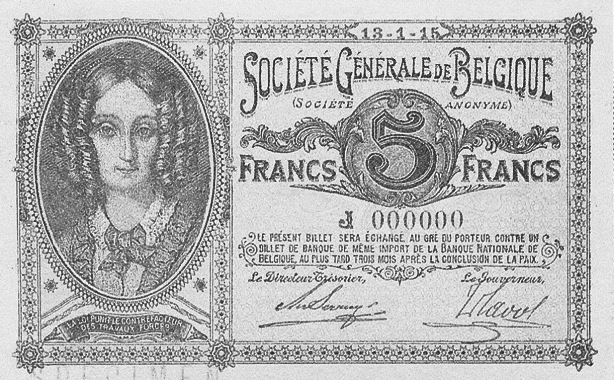 13-1-15
SOCIÉTÉ GÉNÉRALE DE BELGIQUE
(SOCIÉTÉ ANONYME)
FRANCS 5 FRANCS
J 000000
LE PRÉSENT BILLET SERA ÉCHANGÉ, AU GRÉ DU PORTEUR, CONTRE UN
BILLET DE BANQUE DE MÊME IMPORT DE LA BANQUE NATIONALE DE
BELGIQUE, AU PLUS TARD TROIS MOIS APRÈS LA CONCLUSION DE LA PAIX.
Le Directeur Trésorier, Le Gouverneur,
LA LOI PUNIT LE CONTREFACTEUR
DES TRAVAUX FORCÉS
SPECIMEN